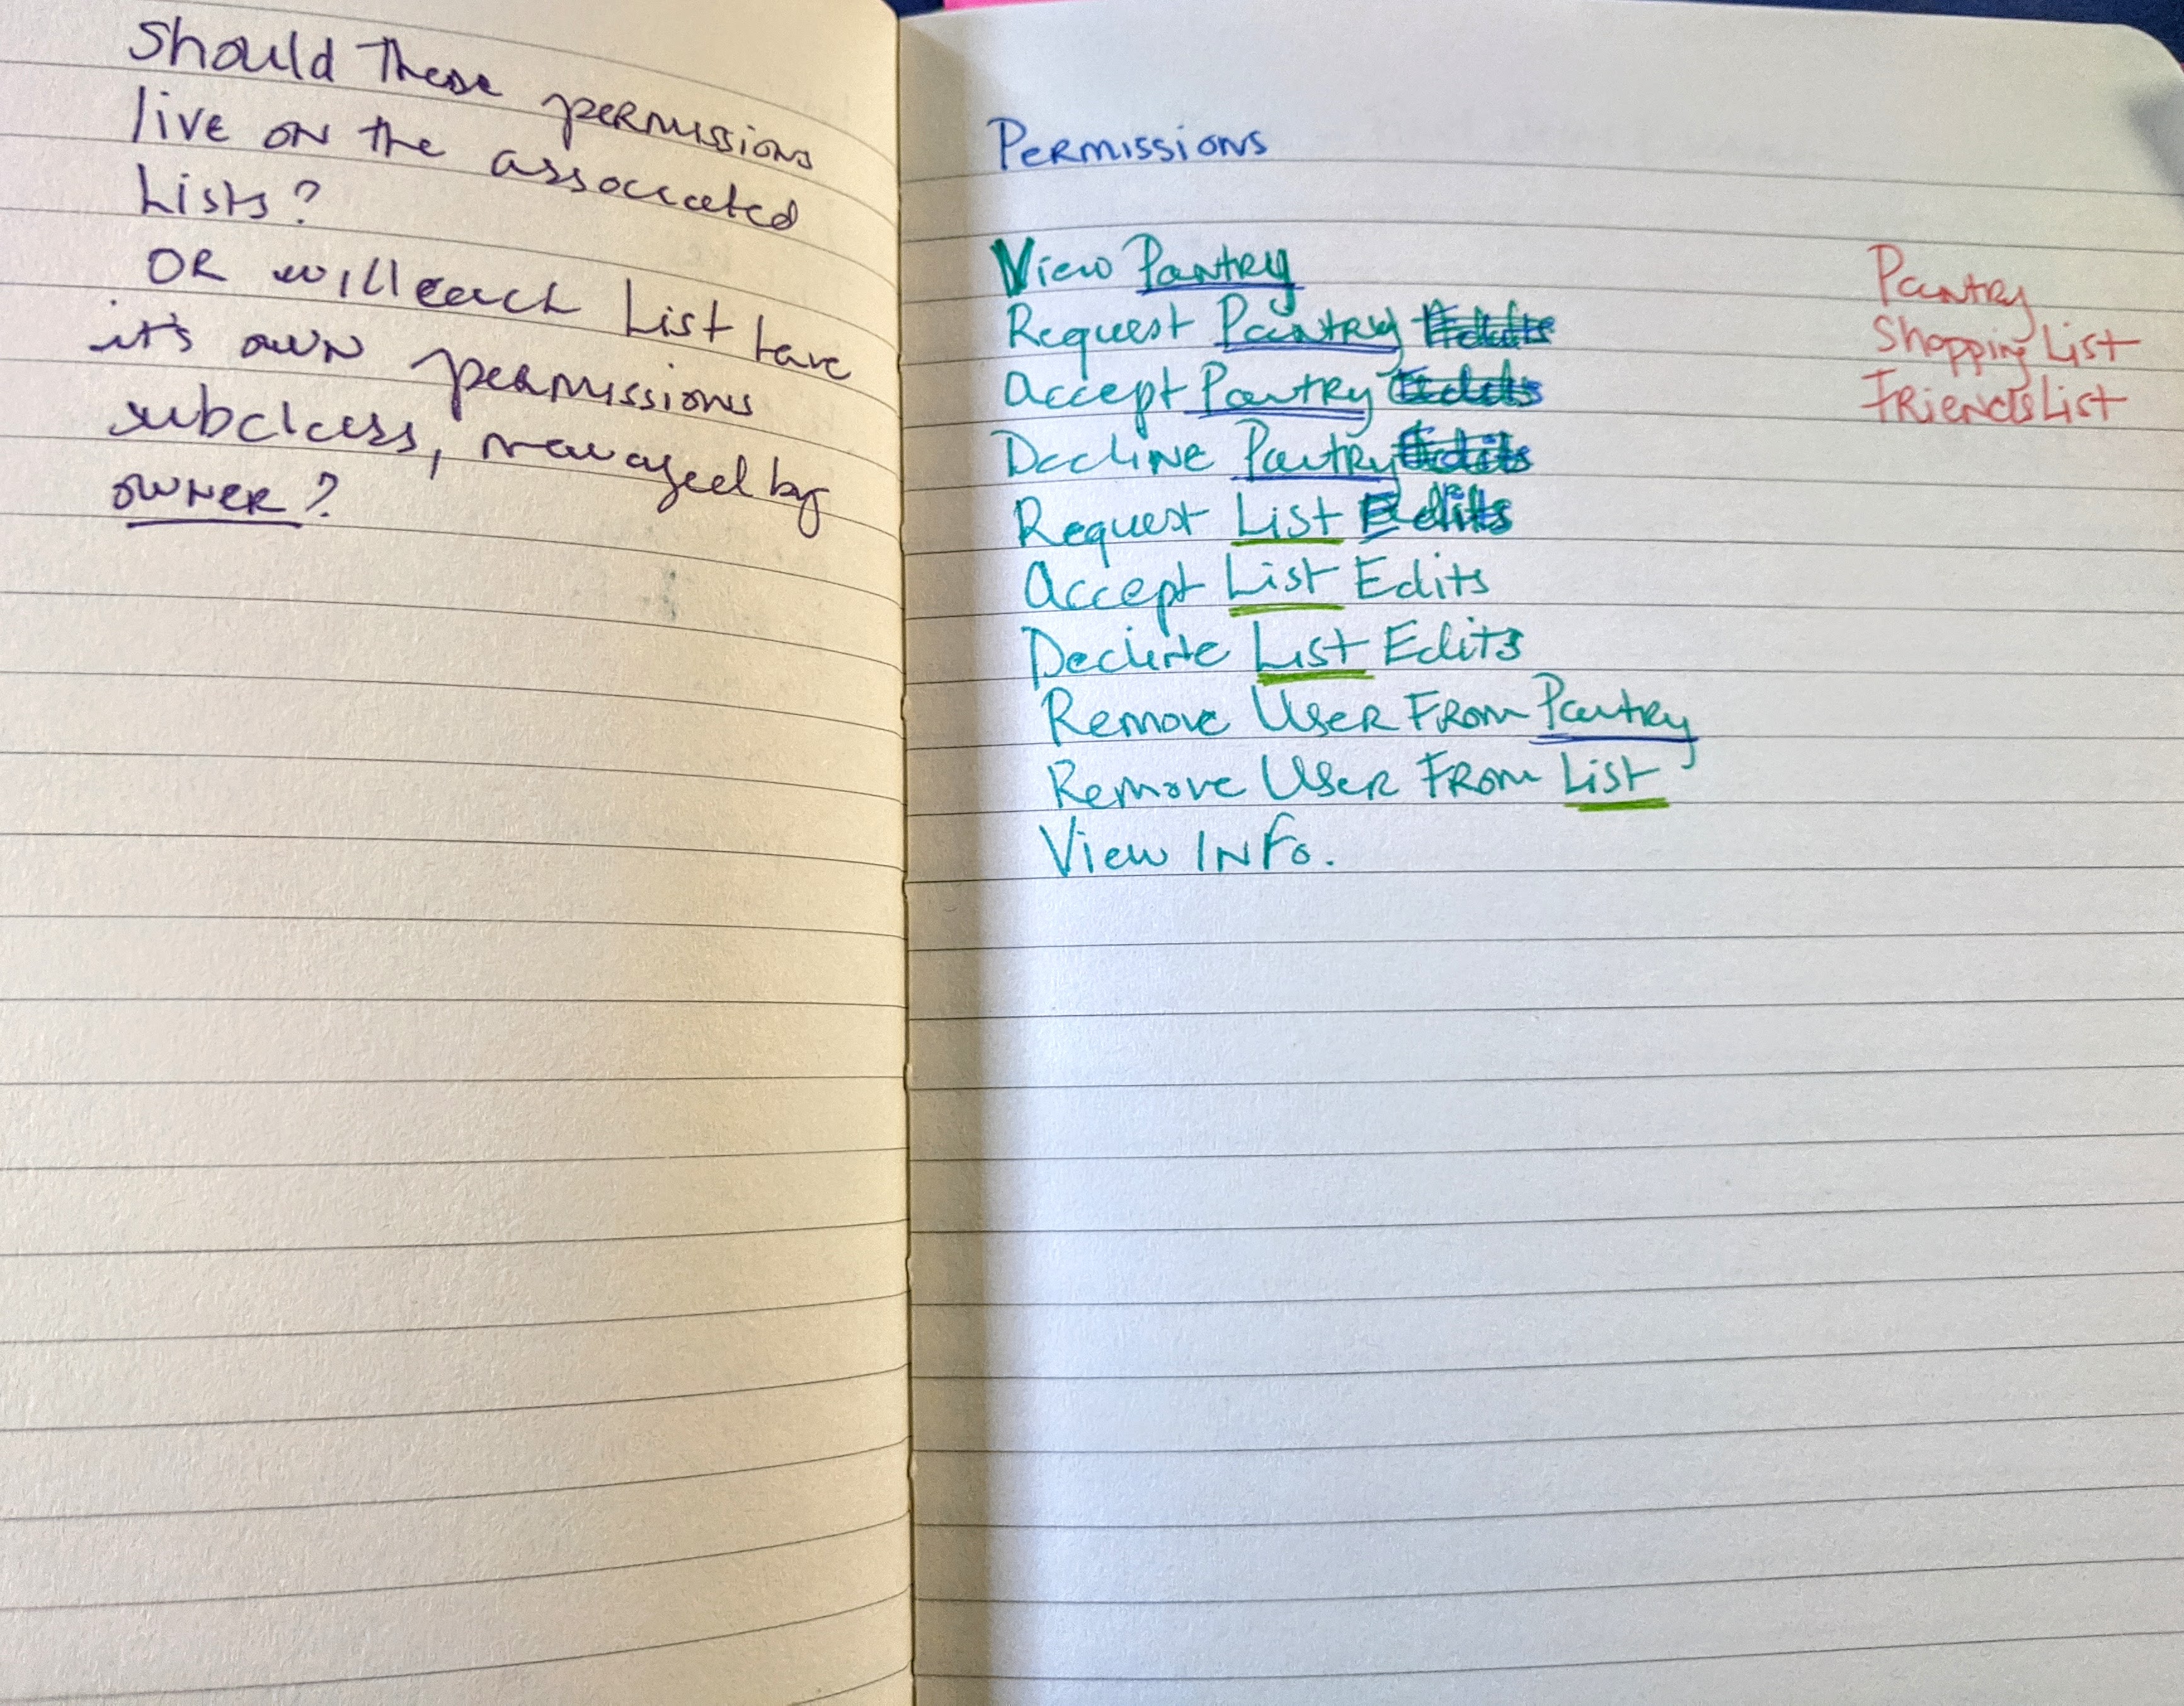 Should These permissions
live on the associated
Lists?
OR will each List have
it's own permissions
subclass, managed by
owner?
Permissions
View Pantry
Request Pantry Edits
Accept Pantry Edits
Decline Pantry Edits
Request List Edits
Accept List Edits
Decline List Edits
Remove User From Pantry
Remove User From List
View Info.
Pantry
Shopping List
Friends List